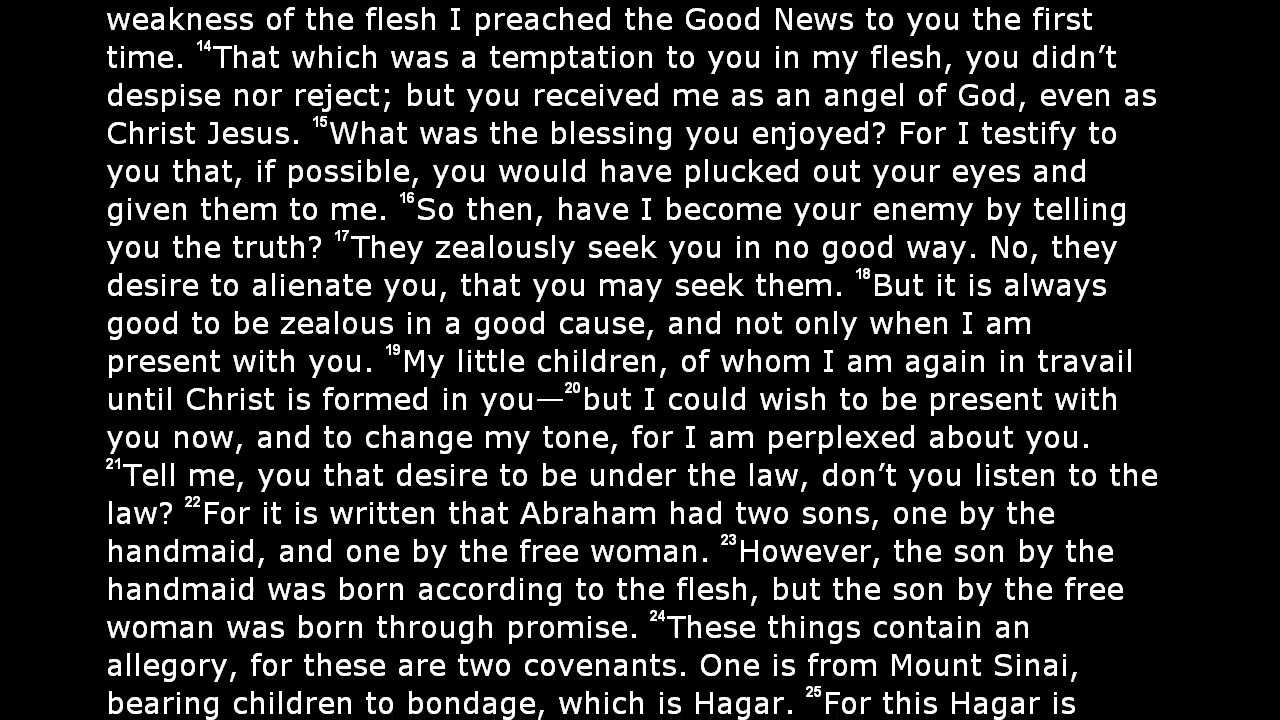 weakness of the flesh I preached the Good News to you the first
time. 14That which was a temptation to you in my flesh, you didn’t
despise nor reject; but you received me as an angel of God, even as
Christ Jesus. 15What was the blessing you enjoyed? For I testify to
you that, if possible, you would have plucked out your eyes and
given them to me. 16So then, have I become your enemy by telling
you the truth? 17They zealously seek you in no good way. No, they
desire to alienate you, that you may seek them. 18But it is always
good to be zealous in a good cause, and not only when I am
present with you. 19My little children, of whom I am again in travail
until Christ is formed in you—20but I could wish to be present with
you now, and to change my tone, for I am perplexed about you.
21Tell me, you that desire to be under the law, don’t you listen to the
law? 22For it is written that Abraham had two sons, one by the
handmaid, and one by the free woman. 23However, the son by the
handmaid was born according to the flesh, but the son by the free
woman was born through promise. 24These things contain an
allegory, for these are two covenants. One is from Mount Sinai,
bearing children to bondage, which is Hagar. 25For this Hagar is